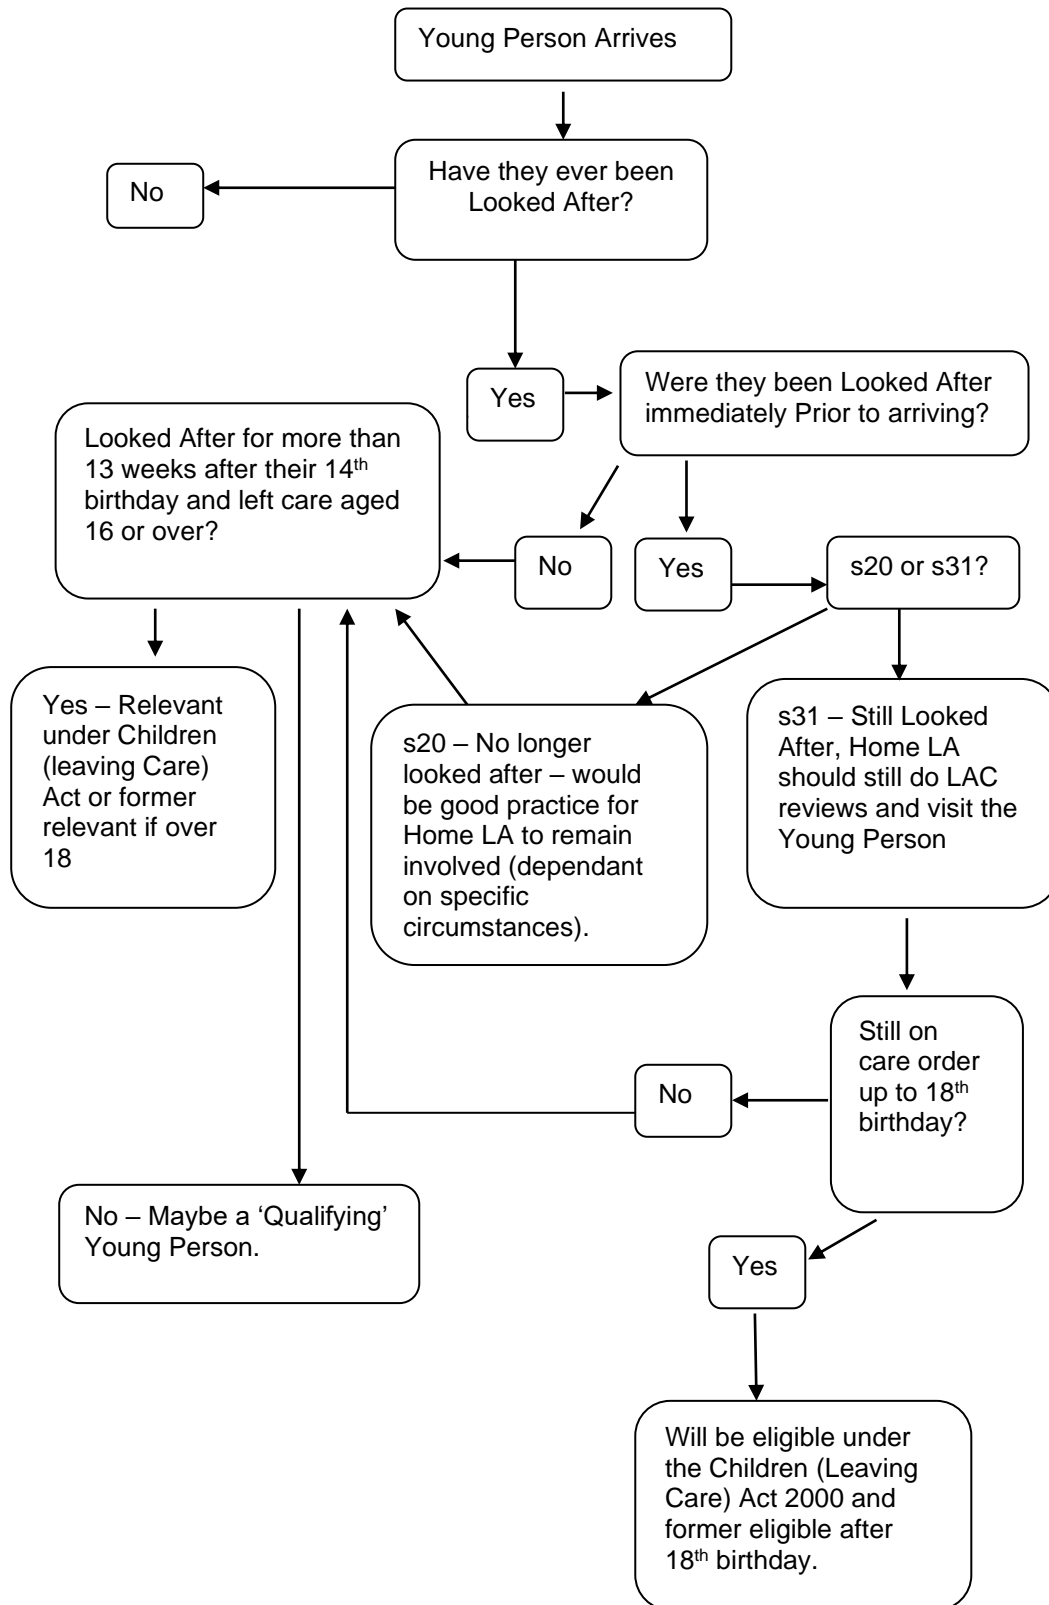 Young Person Arrives
Have they ever been
Looked After?
No
Yes
Were they been Looked After
immediately Prior to arriving?
Looked After for more than
13 weeks after their 14th
birthday and left care aged
16 or over?
No
Yes
s20 or s31?
Yes – Relevant
under Children
(leaving Care)
Act or former
relevant if over
18
s20 – No longer
looked after – would
be good practice for
Home LA to remain
involved (dependant
on specific
circumstances).
s31 – Still Looked
After, Home LA
should still do LAC
reviews and visit the
Young Person
Still on
care order
up to 18th
birthday?
No
No – Maybe a ‘Qualifying’
Young Person.
Yes
Will be eligible under
the Children (Leaving
Care) Act 2000 and
former eligible after
18th birthday.